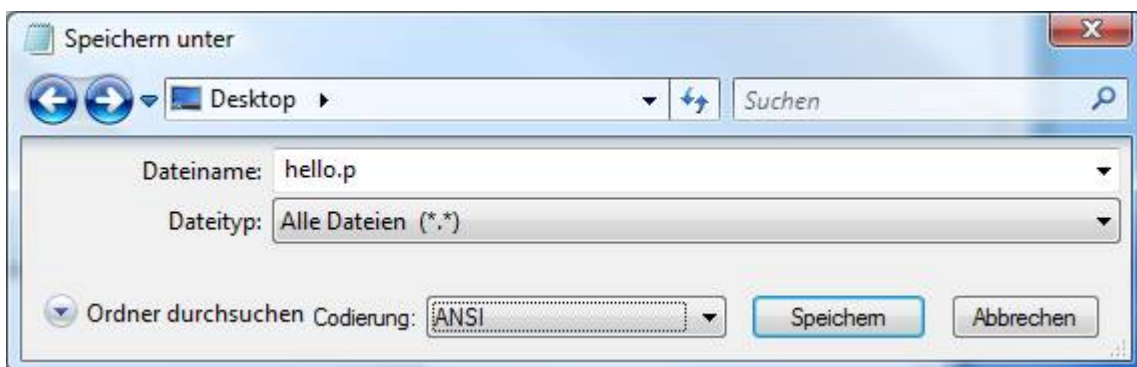 Speichern unter
Desktop
Suchen
Dateiname: hello.p
Dateityp: Alle Dateien (*.*)
Ordner durchsuchen Codierung: ANSI Speichern Abbrechen